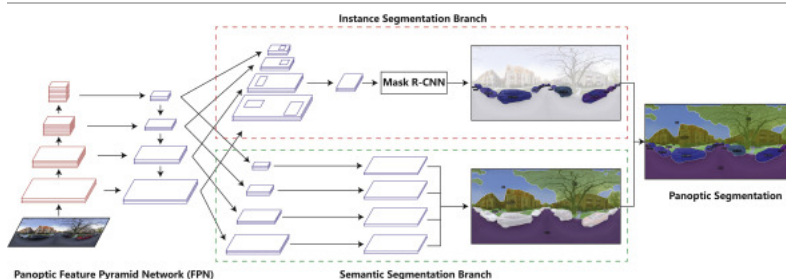 Instance Segmentation Branch
Mask R-CNN
Panoptic Segmentation
Panoptic Feature Pyramid Network (FPN)
Semantic Segmentation Branch